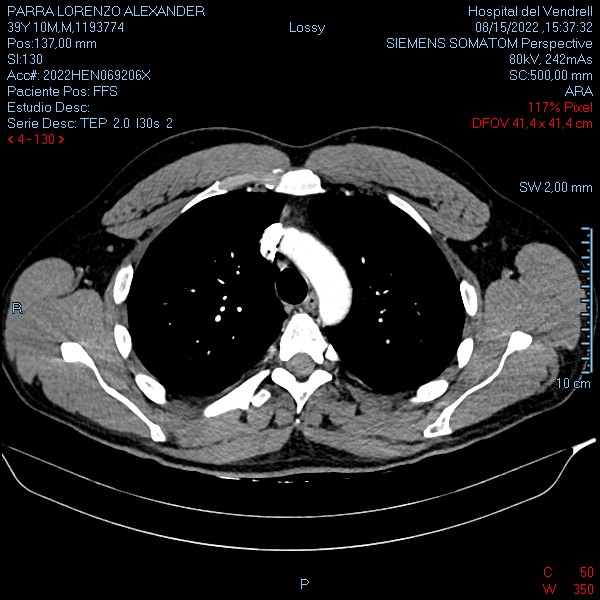 PARRA LORENZO ALEXANDER
39Y 10M,M,1193774
Pos:137,00 mm
SI:130
Acc#: 2022HEN069206X
Paciente Pos: FFS
Estudio Desc:
Serie Desc: TEP 2.0 I30s 2
< 4 - 130 >
Lossy
Hospital del Vendrell
08/15/2022 ,15:37:32
SIEMENS SOMATOM Perspective
80kV, 242mAs
SC:500,00 mm
ARA
117% Pixel
DFOV 41,4 x 41,4 cm
SW 2,00 mm
R
10 cm
P
C 50
W 350